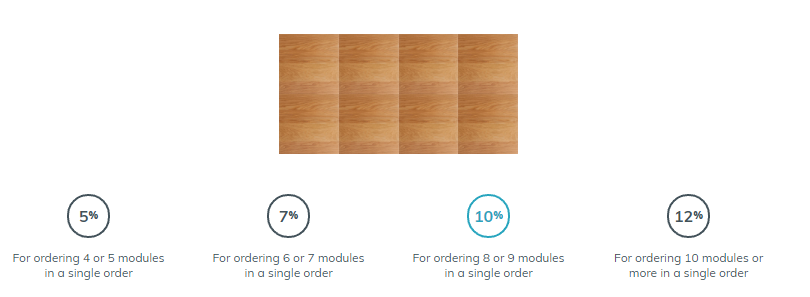 5%
For ordering 4 or 5 modules
in a single order
7%
For ordering 6 or 7 modules
in a single order
10%
For ordering 8 or 9 modules
in a single order
12%
For ordering 10 modules or
more in a single order